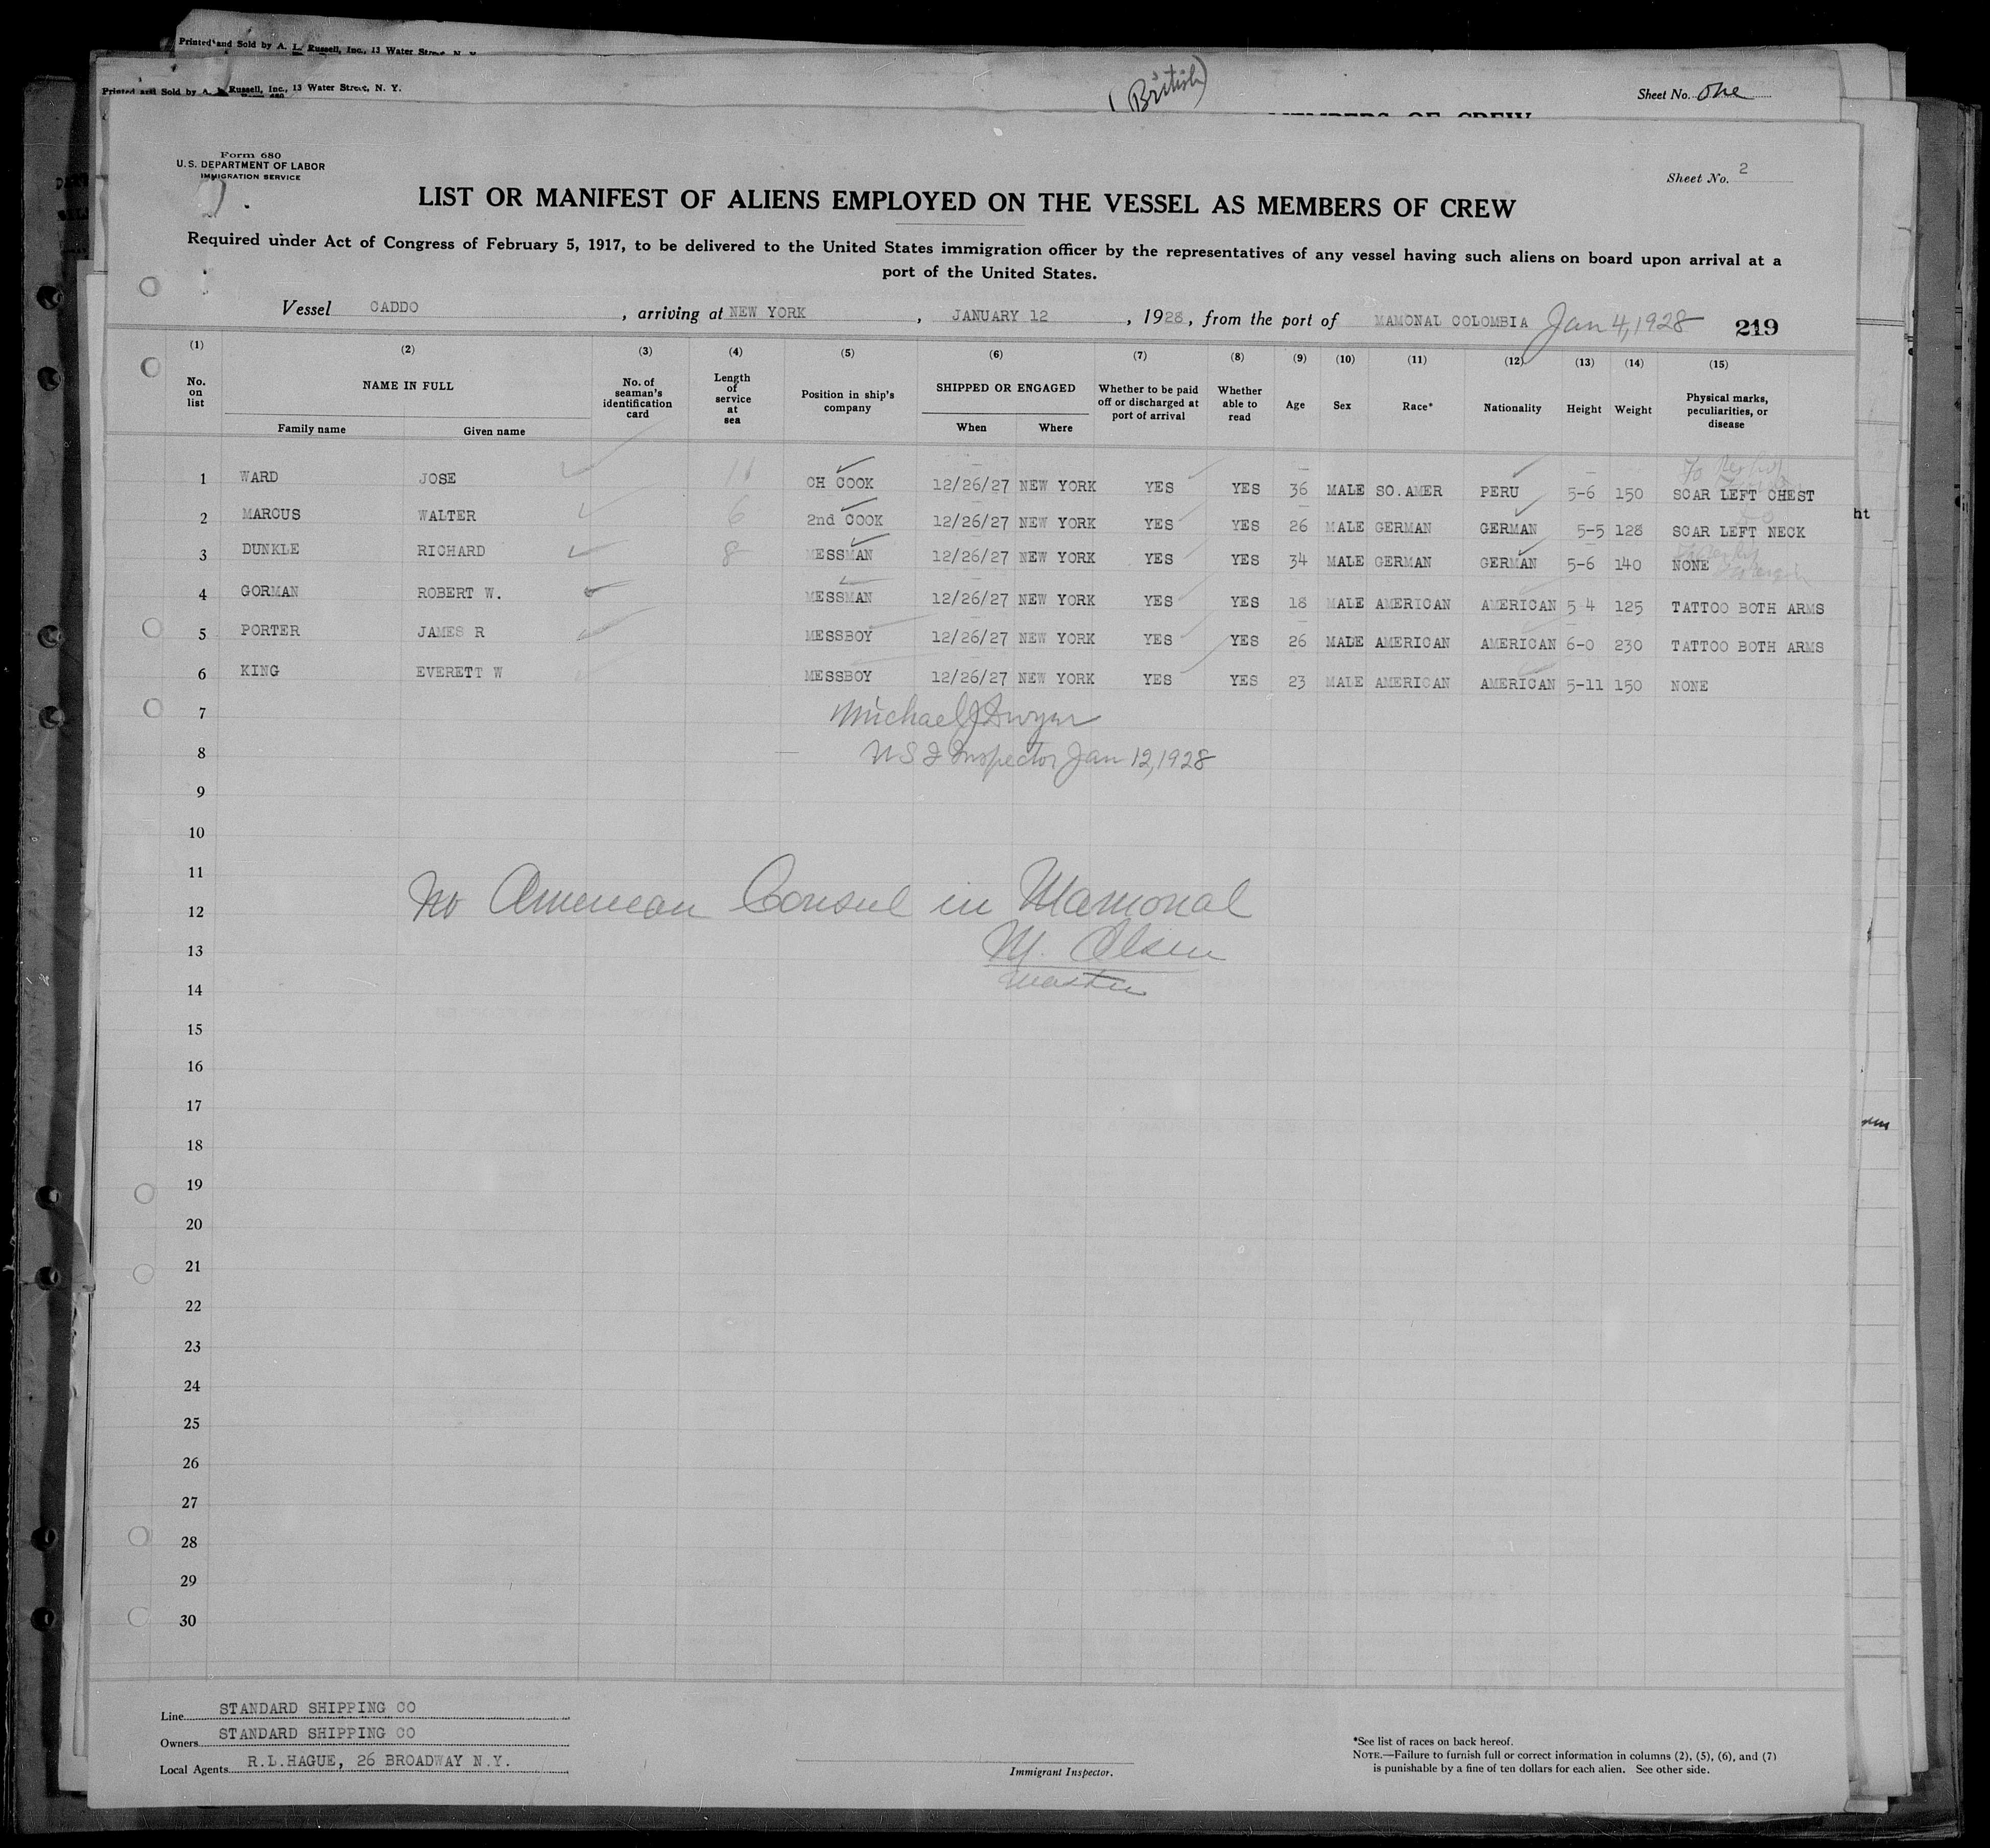 Printed and Sold by A. L. Russell, Inc., 13 Water Street, N. Y.
Printed and Sold by A. L. Russell, Inc., 13 Water Street, N. Y.
(British)
Sheet No. One
MEMBERS OF CREW
Form 680
U. S. DEPARTMENT OF LABOR
IMMIGRATION SERVICE
Sheet No. 2
LIST OR MANIFEST OF ALIENS EMPLOYED ON THE VESSEL AS MEMBERS OF CREW
Required under Act of Congress of February 5, 1917, to be delivered to the United States immigration officer by the representatives of any vessel having such aliens on board upon arrival at a
port of the United States.
Vessel CADDO, arriving at NEW YORK, JANUARY 12, 1928, from the port of MAMONAL COLOMBIA Jan 4, 1928 219
(1) (2) (3) (4) (5) (6) (7) (8) (9) (10) (11) (12) (13) (14) (15)
No. on list NAME IN FULL Family name Given name No. of seaman's identification card Length of service at sea Position in ship's company SHIPPED OR ENGAGED When Where Whether to be paid off or discharged at port of arrival Whether able to read Age Sex Race* Nationality Height Weight Physical marks, peculiarities, or disease
1 WARD JOSE 11 CH COOK 12/26/27 NEW YORK YES YES 36 MALE SO.AMER PERU 5-6 150 SCAR LEFT CHEST
2 MARCUS WALTER 6 2nd COOK 12/26/27 NEW YORK YES YES 26 MALE GERMAN GERMAN 5-5 128 SCAR LEFT NECK
3 DUNKLE RICHARD 8 MESSMAN 12/26/27 NEW YORK YES YES 34 MALE GERMAN GERMAN 5-6 140 NONE
4 GORMAN ROBERT W. MESSMAN 12/26/27 NEW YORK YES YES 18 MALE AMERICAN AMERICAN 5 4 125 TATTOO BOTH ARMS
5 PORTER JAMES R MESSBOY 12/26/27 NEW YORK YES YES 26 MALE AMERICAN AMERICAN 6-0 230 TATTOO BOTH ARMS
6 KING EVERETT W MESSBOY 12/26/27 NEW YORK YES YES 23 MALE AMERICAN AMERICAN 5-11 150 NONE
7 Michael J Dwyer
8 U S I Inspector Jan 12, 1928
9
10
11
12 No American Consul in Mamonal
13 M. Olsen
14 Master
15
16
17
18
19
20
21
22
23
24
25
26
27
28
29
30
Line STANDARD SHIPPING CO
Owners STANDARD SHIPPING CO
Local Agents R.L.HAGUE, 26 BROADWAY N.Y.
Immigrant Inspector.
*See list of races on back hereof.
NOTE.—Failure to furnish full or correct information in columns (2), (5), (6), and (7)
is punishable by a fine of ten dollars for each alien. See other side.